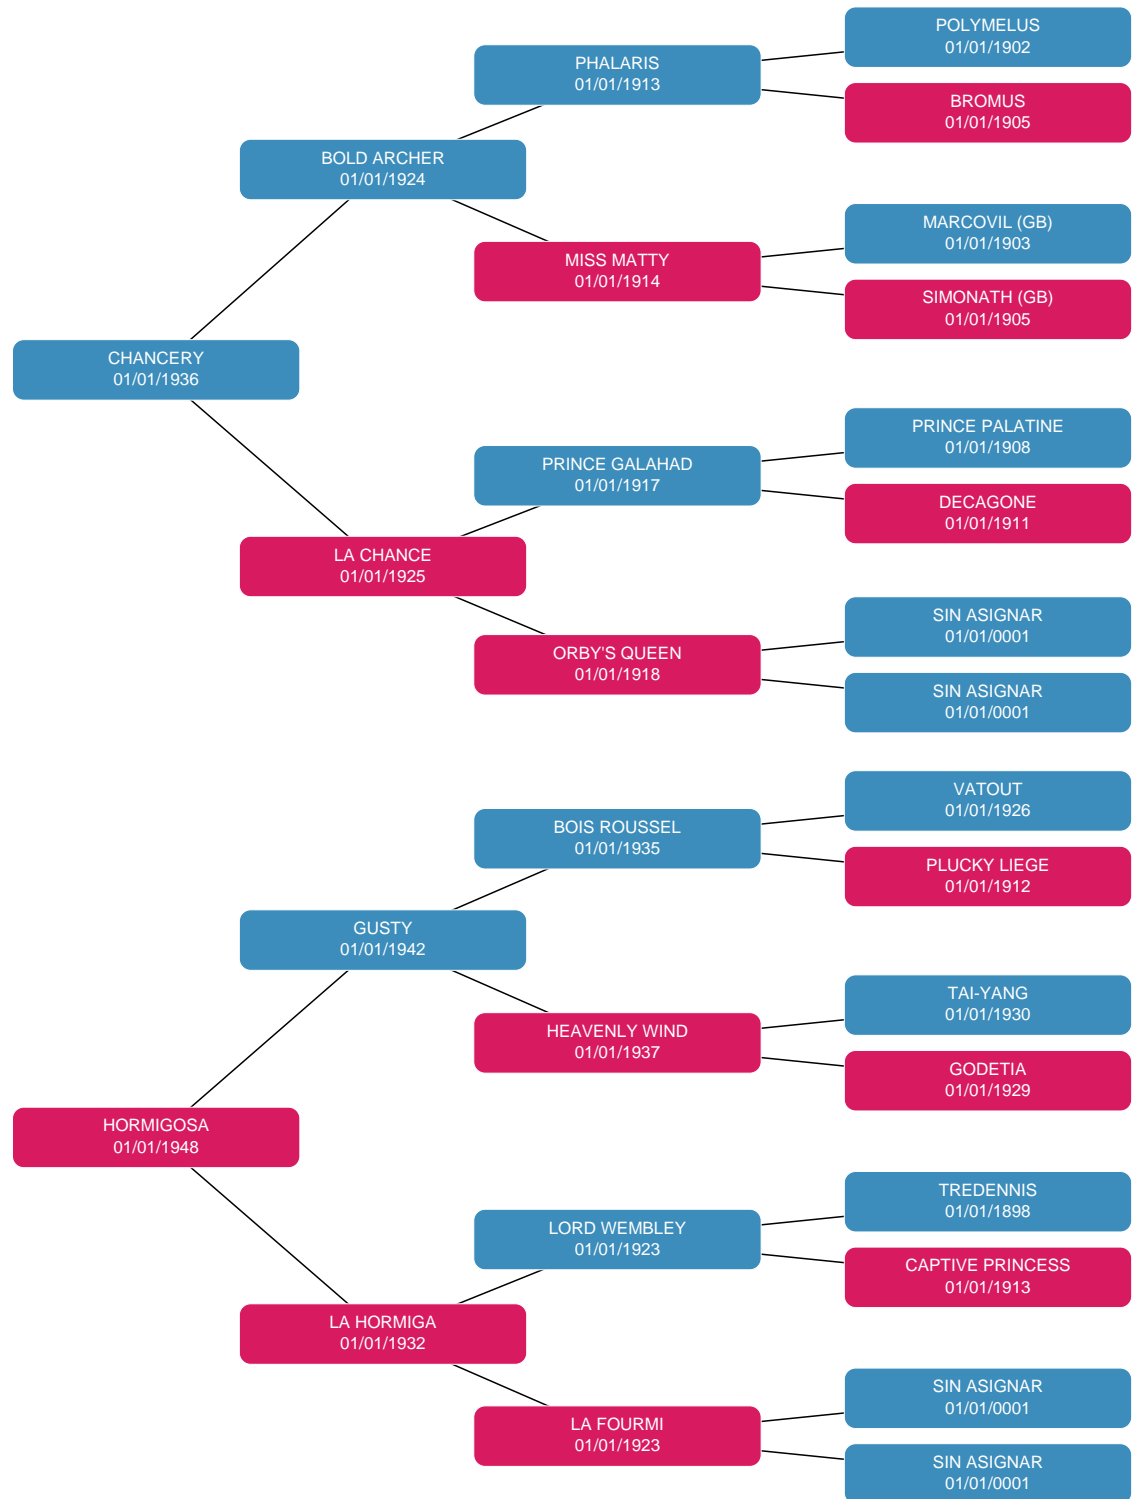 POLYMELUS
01/01/1902
PHALARIS
01/01/1913
BROMUS
01/01/1905
BOLD ARCHER
01/01/1924
MARCOVIL (GB)
01/01/1903
MISS MATTY
01/01/1914
SIMONATH (GB)
01/01/1905
CHANCERY
01/01/1936
PRINCE PALATINE
01/01/1908
PRINCE GALAHAD
01/01/1917
DECAGONE
01/01/1911
LA CHANCE
01/01/1925
SIN ASIGNAR
01/01/0001
ORBY'S QUEEN
01/01/1918
SIN ASIGNAR
01/01/0001
VATOUT
01/01/1926
BOIS ROUSSEL
01/01/1935
PLUCKY LIEGE
01/01/1912
GUSTY
01/01/1942
TAI-YANG
01/01/1930
HEAVENLY WIND
01/01/1937
GODETIA
01/01/1929
HORMIGOSA
01/01/1948
TREDENNIS
01/01/1898
LORD WEMBLEY
01/01/1923
CAPTIVE PRINCESS
01/01/1913
LA HORMIGA
01/01/1932
SIN ASIGNAR
01/01/0001
LA FOURMI
01/01/1923
SIN ASIGNAR
01/01/0001